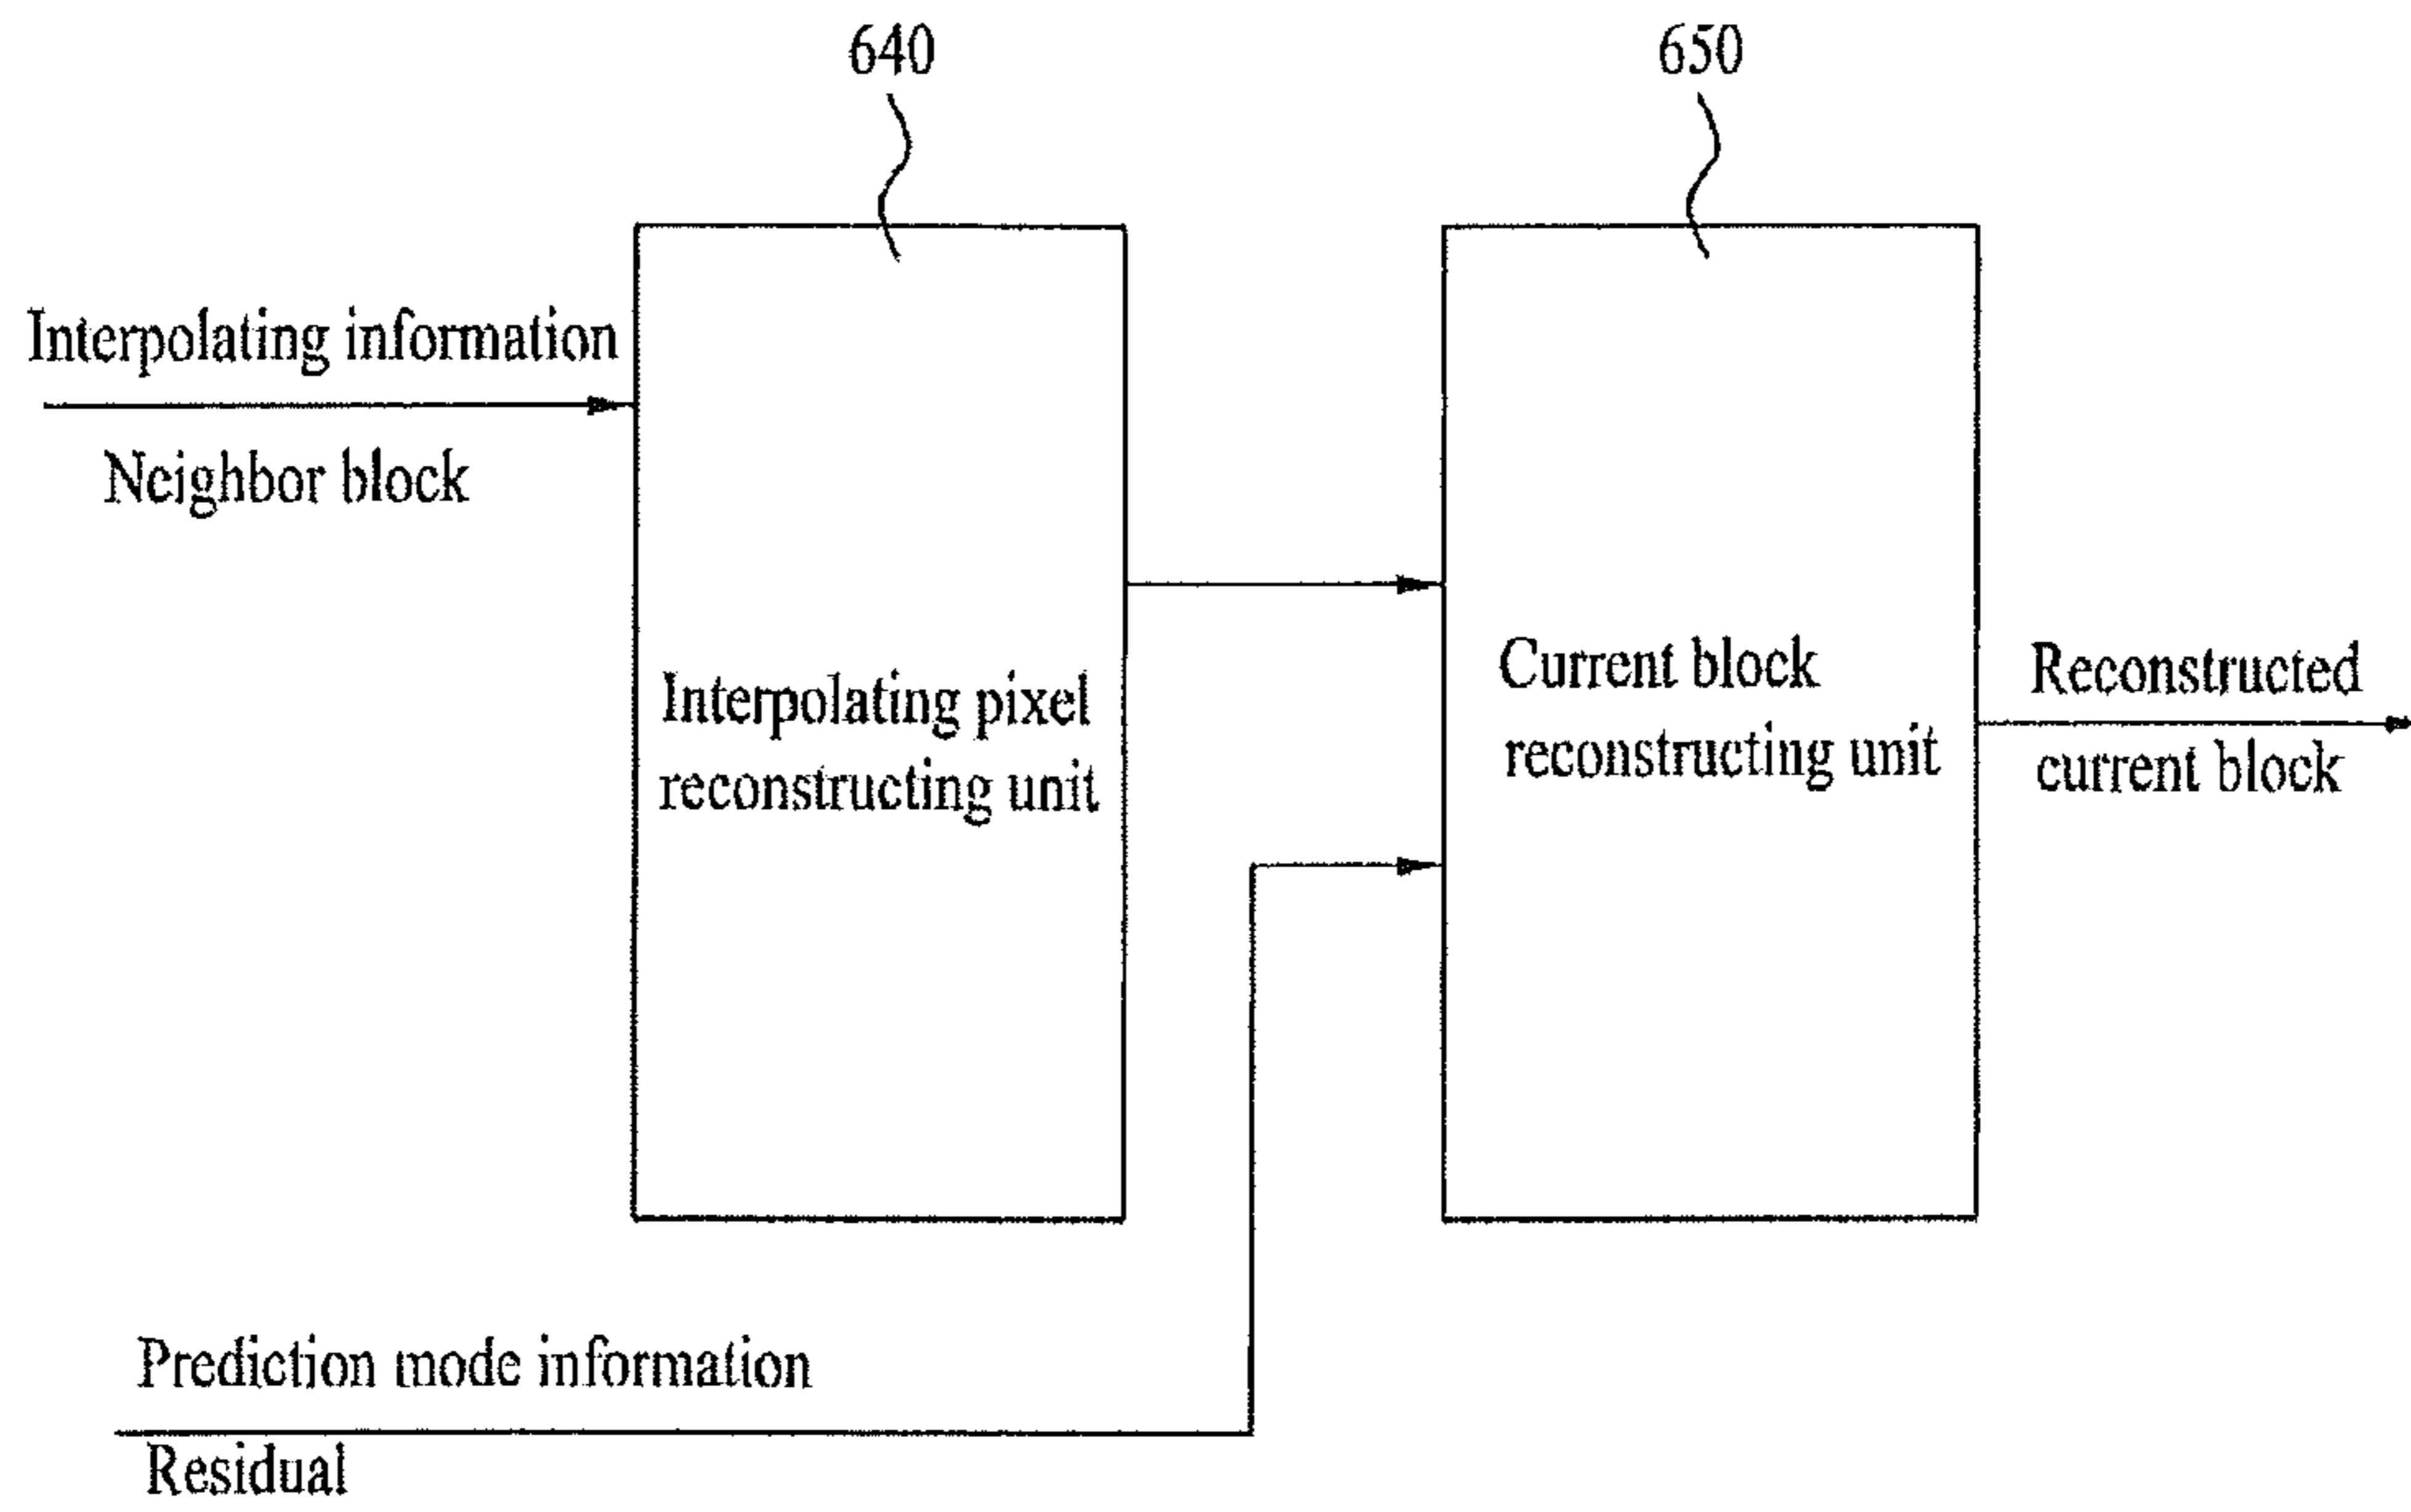 640
650
Interpolating information
Neighbor block
Interpolating pixel
reconstructing unit
Current block
reconstructing unit
Reconstructed
current block
Prediction mode information
Residual